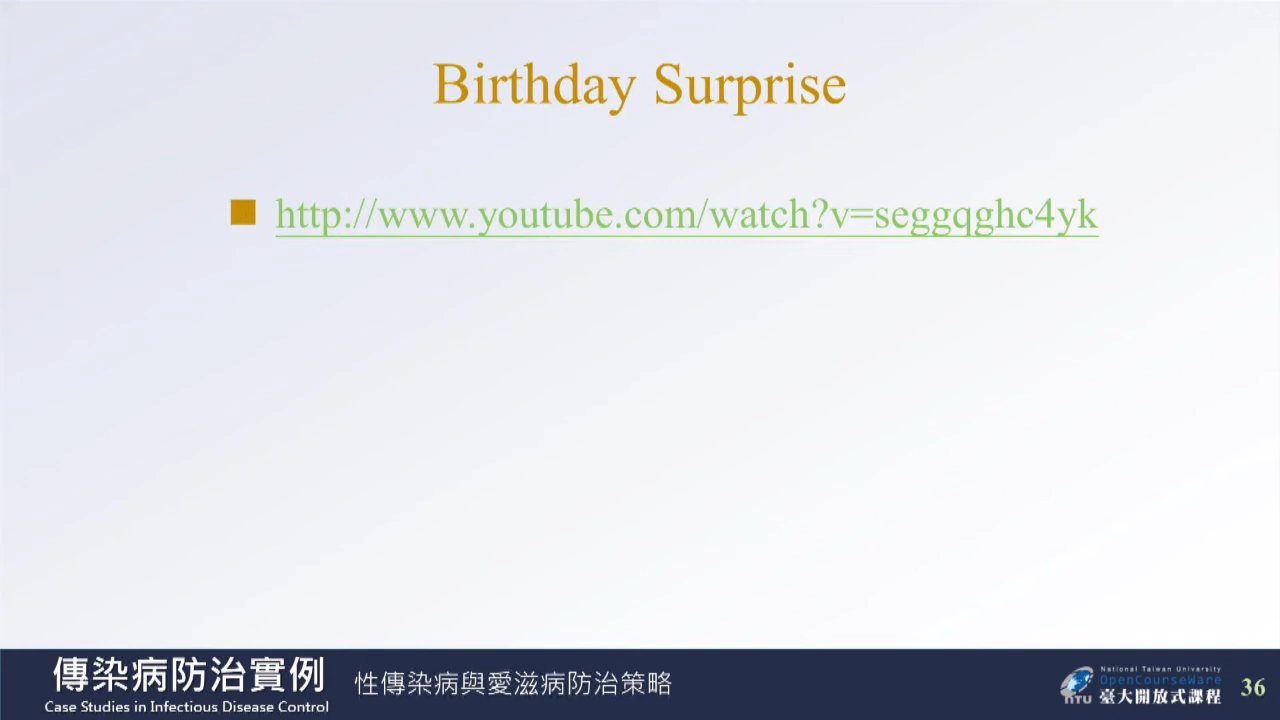 Birthday Surprise
http://www.youtube.com/watch?v=seggqghc4yk
傳染病防治實例
Case Studies in Infectious Disease Control
性傳染病與愛滋病防治策略
National Taiwan University
OpenCourseWare
NTU 臺大開放式課程
36